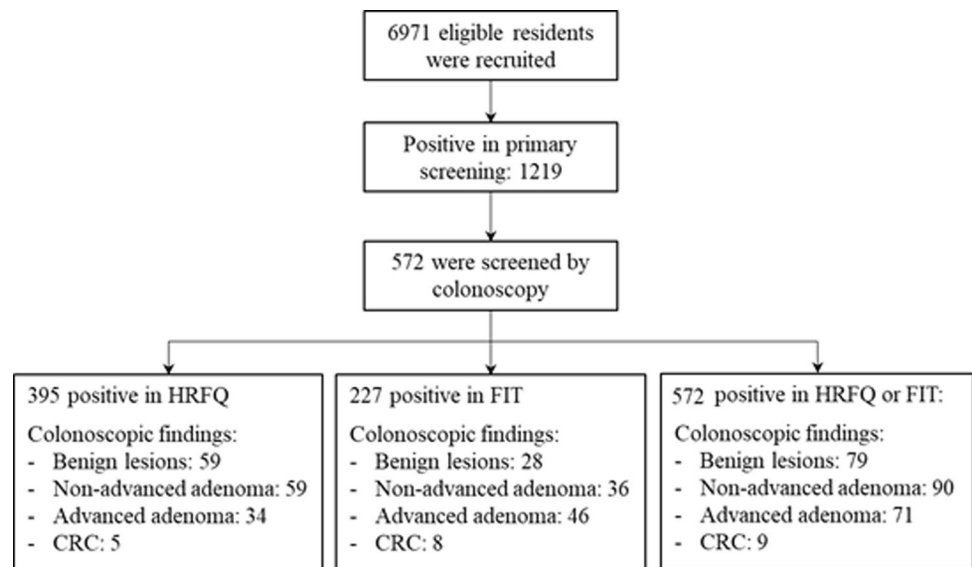 6971 eligible residents
were recruited
Positive in primary
screening: 1219
572 were screened by
colonoscopy
395 positive in HRFQ
Colonoscopic findings:
- Benign lesions: 59
- Non-advanced adenoma: 59
- Advanced adenoma: 34
- CRC: 5
227 positive in FIT
Colonoscopic findings:
- Benign lesions: 28
- Non-advanced adenoma: 36
- Advanced adenoma: 46
- CRC: 8
572 positive in HRFQ or FIT:
Colonoscopic findings:
- Benign lesions: 79
- Non-advanced adenoma: 90
- Advanced adenoma: 71
- CRC: 9